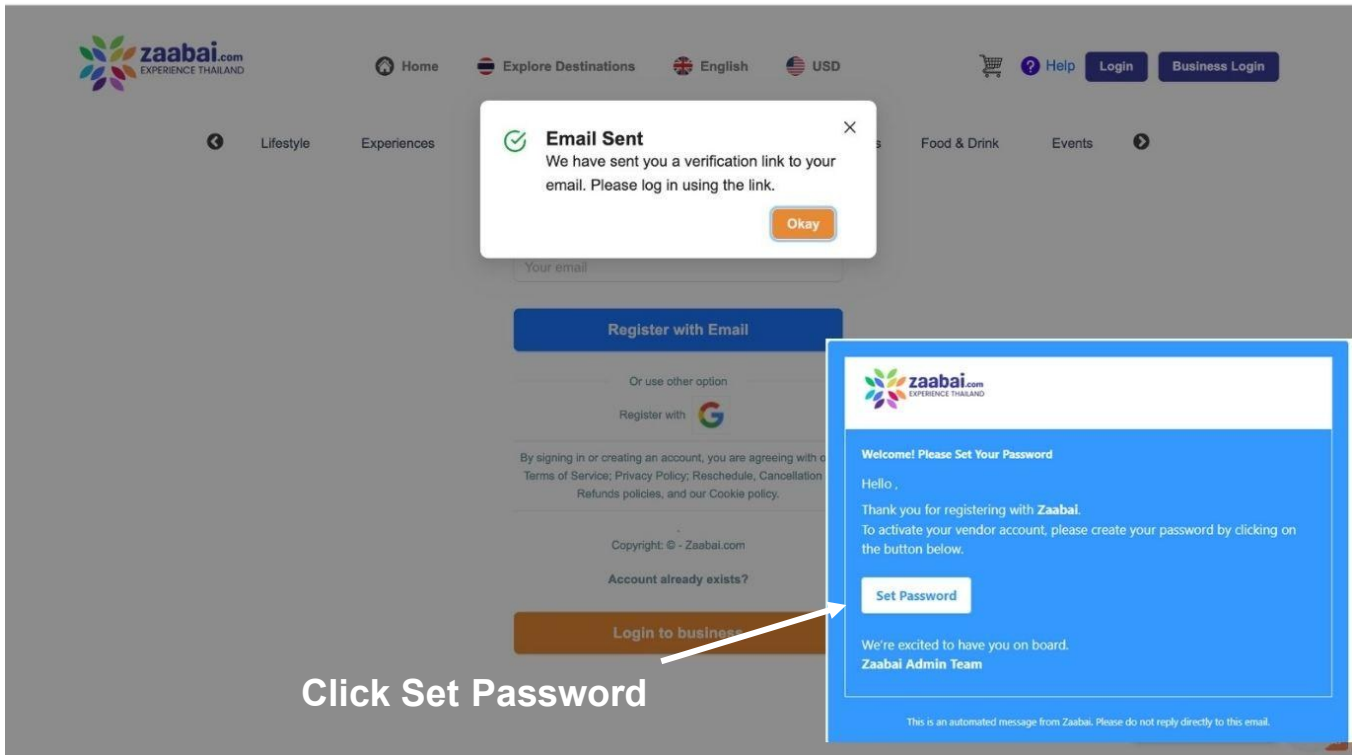 zaabai.com
EXPERIENCE THAILAND
Home
Explore Destinations
English
USD
Help
Login
Business Login
Lifestyle
Experiences
Food & Drink
Events
Email Sent
We have sent you a verification link to your
email. Please log in using the link.
Okay
Your email
Register with Email
Or use other option
Register with
By signing in or creating an account, you are agreeing with
Terms of Service; Privacy Policy; Reschedule, Cancellation
Refunds policies, and our Cookie policy.
-
Copyright: © - Zaabai.com
Account already exists?
Login to business
Click Set Password
zaabai.com
EXPERIENCE THAILAND
Welcome! Please Set Your Password
Hello ,
Thank you for registering with Zaabai.
To activate your vendor account, please create your password by clicking on
the button below.
Set Password
We're excited to have you on board.
Zaabai Admin Team
This is an automated message from Zaabai. Please do not reply directly to this email.